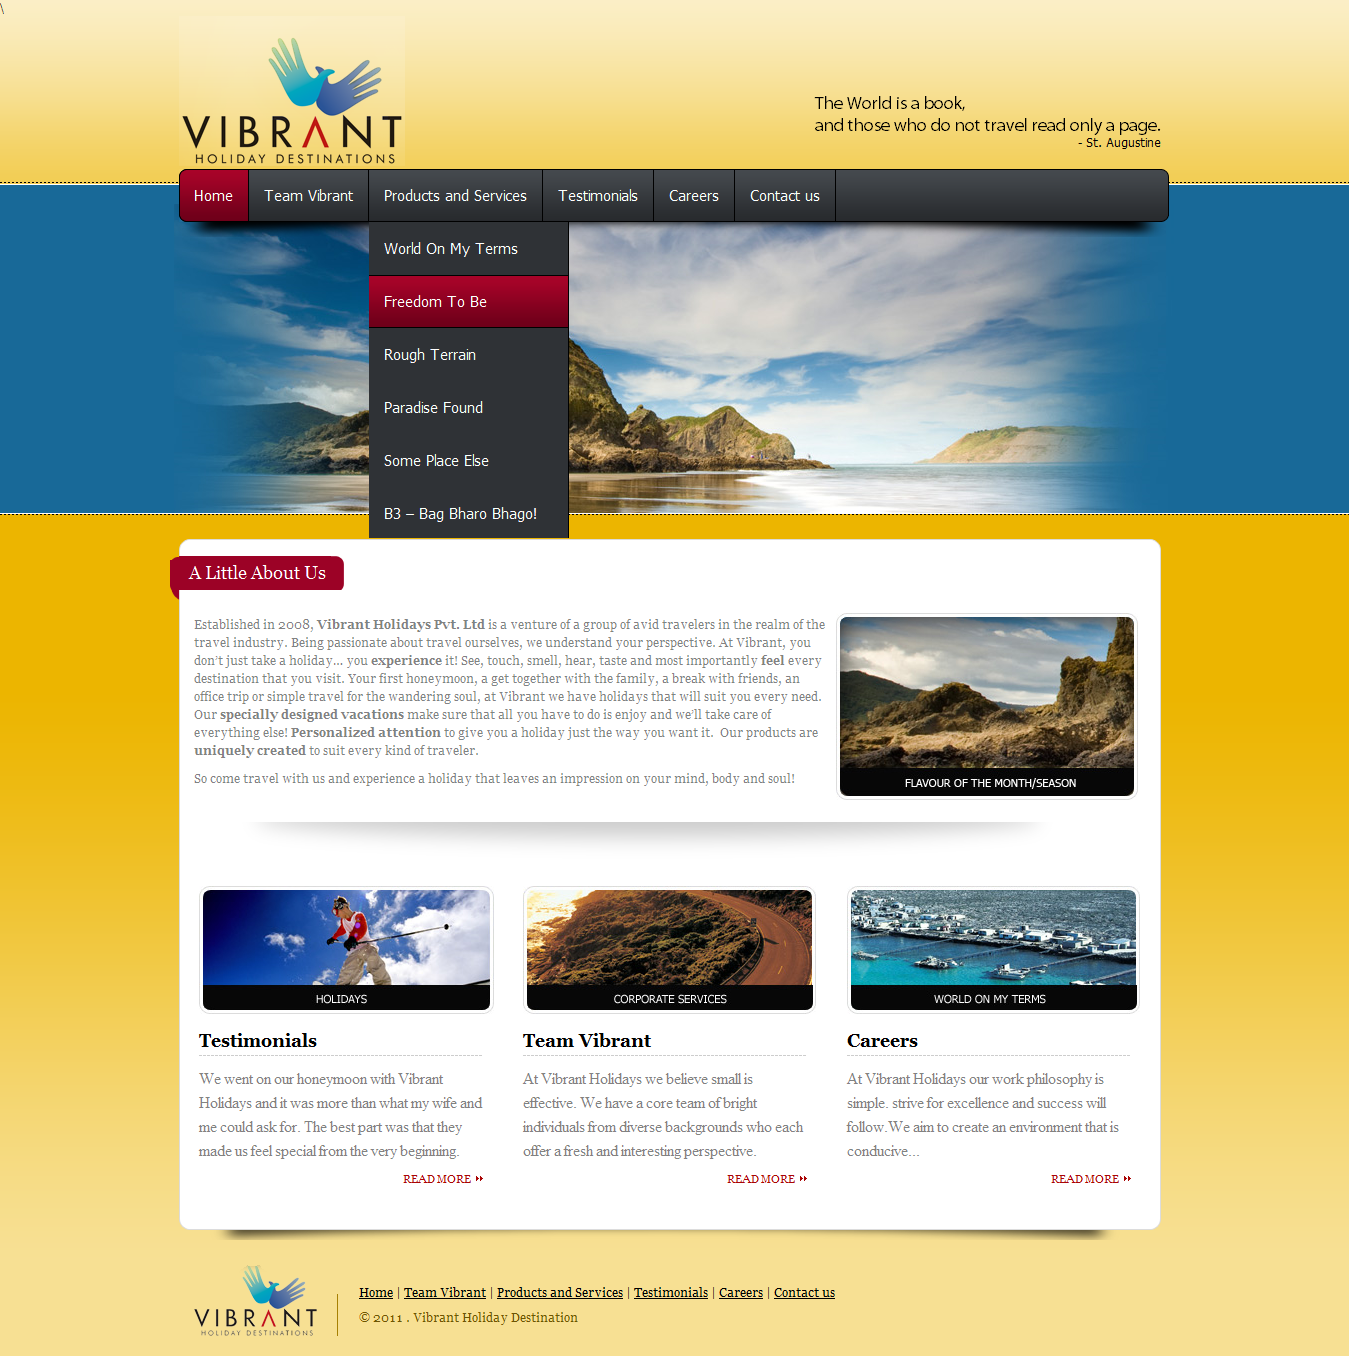 \
VIBRANT
HOLIDAY DESTINATIONS
The World is a book,
and those who do not travel read only a page.
- St. Augustine
Home Team Vibrant Products and Services Testimonials Careers Contact us
World On My Terms
Freedom To Be
Rough Terrain
Paradise Found
Some Place Else
B3 – Bag Bharo Bhago!
A Little About Us
Established in 2008, Vibrant Holidays Pvt. Ltd is a venture of a group of avid travelers in the realm of the
travel industry. Being passionate about travel ourselves, we understand your perspective. At Vibrant, you
don't just take a holiday... you experience it! See, touch, smell, hear, taste and most importantly feel every
destination that you visit. Your first honeymoon, a get together with the family, a break with friends, an
office trip or simple travel for the wandering soul, at Vibrant we have holidays that will suit you every need.
Our specially designed vacations make sure that all you have to do is enjoy and we'll take care of
everything else! Personalized attention to give you a holiday just the way you want it. Our products are
uniquely created to suit every kind of traveler.
So come travel with us and experience a holiday that leaves an impression on your mind, body and soul!
FLAVOUR OF THE MONTH/SEASON
HOLIDAYS
Testimonials
We went on our honeymoon with Vibrant
Holidays and it was more than what my wife and
me could ask for. The best part was that they
made us feel special from the very beginning.
READ MORE
CORPORATE SERVICES
Team Vibrant
At Vibrant Holidays we believe small is
effective. We have a core team of bright
individuals from diverse backgrounds who each
offer a fresh and interesting perspective.
READ MORE
WORLD ON MY TERMS
Careers
At Vibrant Holidays our work philosophy is
simple. strive for excellence and success will
follow.We aim to create an environment that is
conducive...
READ MORE
VIBRANT
HOLIDAY DESTINATIONS
Home | Team Vibrant | Products and Services | Testimonials | Careers | Contact us
© 2011 . Vibrant Holiday Destination